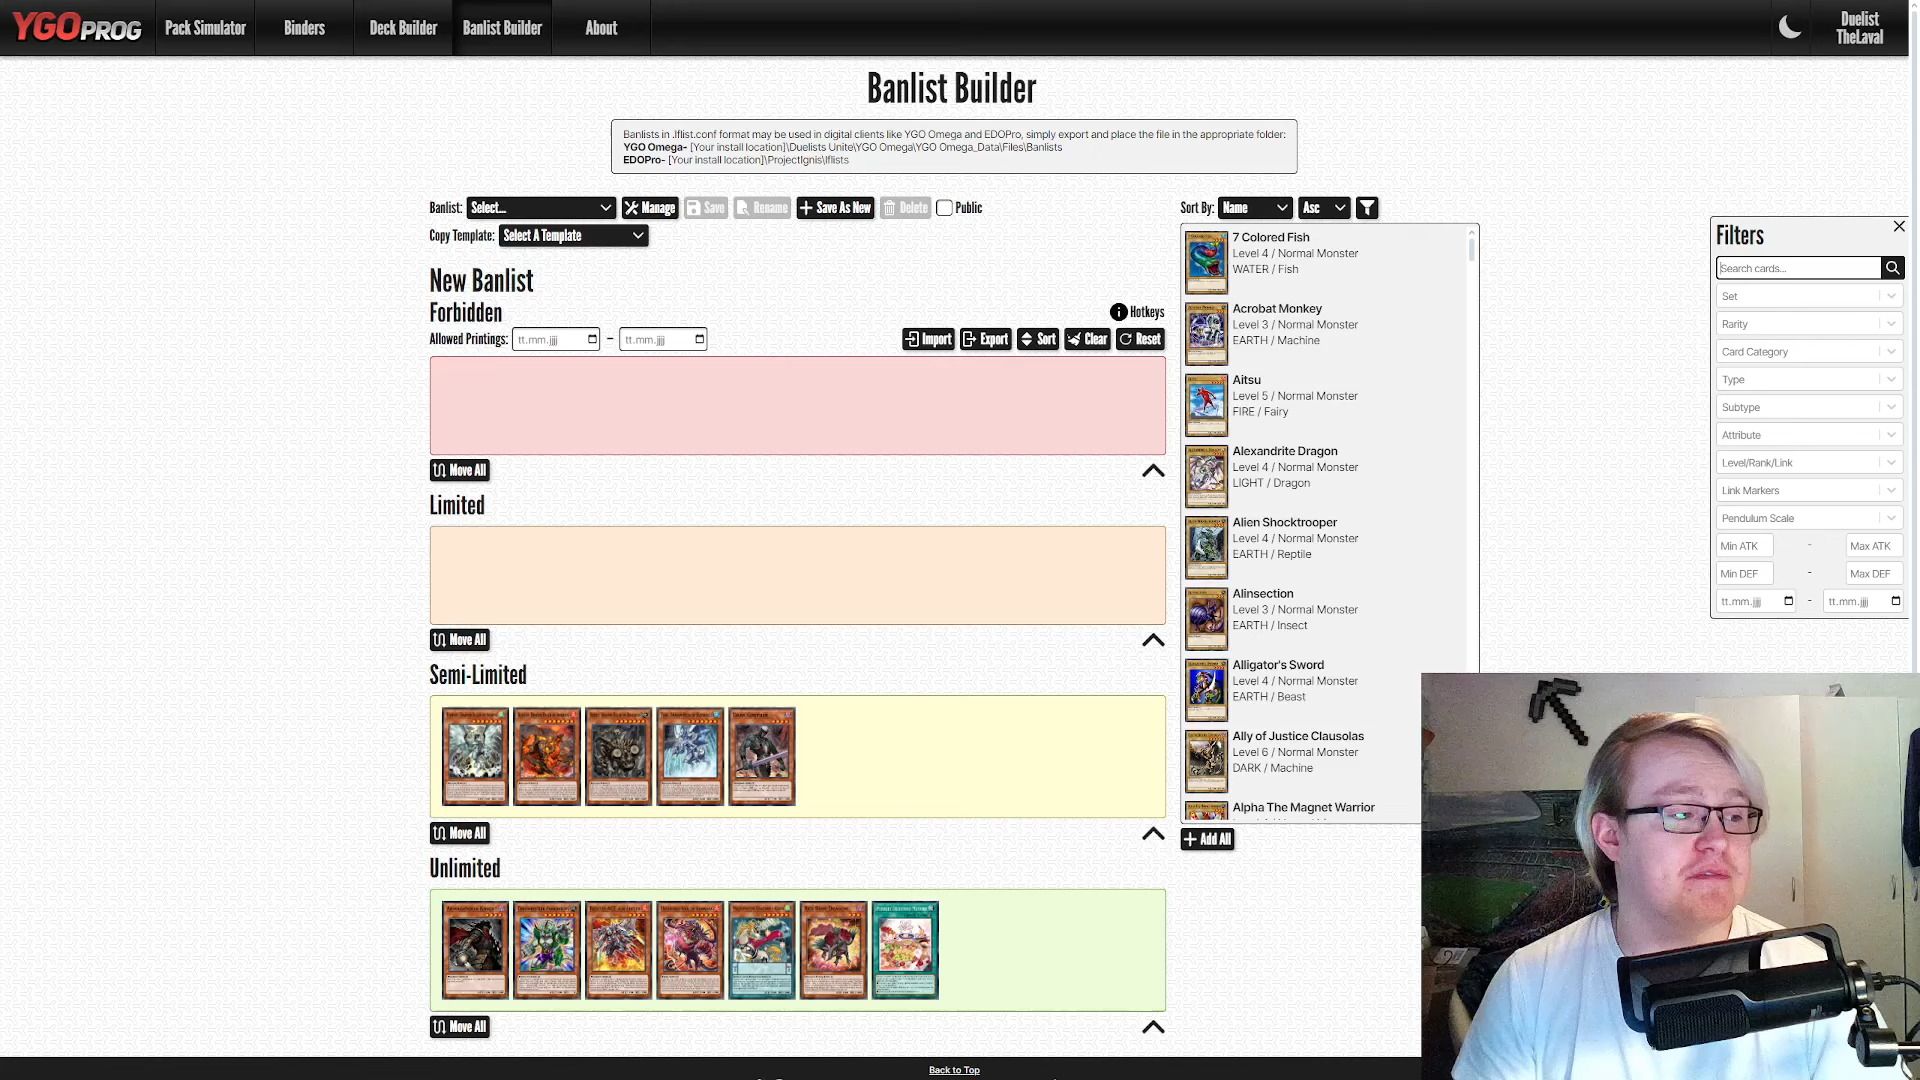 YGOPROG
Pack Simulator
Binders
Deck Builder
Banlist Builder
About
Duelist
TheLaval
Banlist Builder
Banlists in .lflist.conf format may be used in digital clients like YGO Omega and EDOPro, simply export and place the file in the appropriate folder:
YGO Omega- [Your install location]\Duelists Unite\YGO Omega\YGO Omega_Data\Files\Banlists
EDOPro- [Your install location]\ProjectIgnis\lflists
Banlist: Select... Manage Save Rename Save As New Delete Public
Copy Template: Select A Template
New Banlist
Forbidden
Hotkeys
Allowed Printings: tt.mm.jjjj – tt.mm.jjjj
Import Export Sort Clear Reset
Move All
Limited
Move All
Semi-Limited
Move All
Unlimited
Move All
Sort By: Name Asc
7 Colored Fish
Level 4 / Normal Monster
WATER / Fish
Acrobat Monkey
Level 3 / Normal Monster
EARTH / Machine
Aitsu
Level 5 / Normal Monster
FIRE / Fairy
Alexandrite Dragon
Level 4 / Normal Monster
LIGHT / Dragon
Alien Shocktrooper
Level 4 / Normal Monster
EARTH / Reptile
Alinsection
Level 3 / Normal Monster
EARTH / Insect
Alligator's Sword
Level 4 / Normal Monster
EARTH / Beast
Ally of Justice Clausolas
Level 6 / Normal Monster
DARK / Machine
Alpha The Magnet Warrior
Add All
Filters
Search cards...
Set
Rarity
Card Category
Type
Subtype
Attribute
Level/Rank/Link
Link Markers
Pendulum Scale
Min ATK - Max ATK
Min DEF - Max DEF
tt.mm.jjjj - tt.mm.jjjj
Back to Top